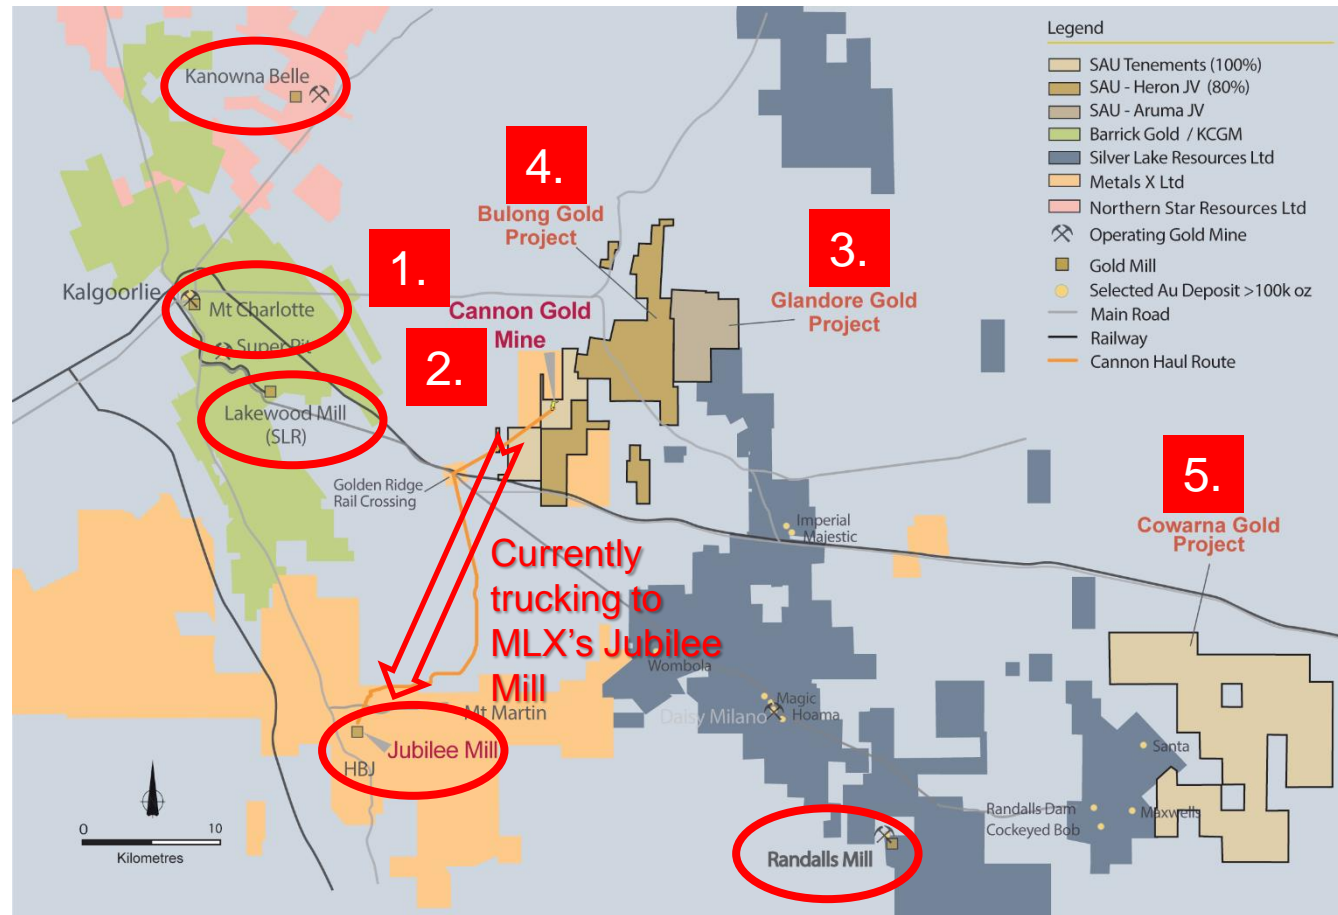 Legend
SAU Tenements (100%)
SAU - Heron JV (80%)
SAU - Aruma JV
Barrick Gold / KCGM
Silver Lake Resources Ltd
Metals X Ltd
Northern Star Resources Ltd
Operating Gold Mine
Gold Mill
Selected Au Deposit >100k oz
Main Road
Railway
Cannon Haul Route
Kanowna Belle
4.
Bulong Gold
Project
3.
Glandore Gold
Project
1.
Cannon Gold
Mine
2.
Kalgoorlie
Mt Charlotte
Super Pit
Lakewood Mill
(SLR)
Golden Ridge
Rail Crossing
5.
Cowarna Gold
Project
Imperial
Majestic
Currently
trucking to
MLX's Jubilee
Mill
Wombola
Magic
Hoama
Daisy Milano
Mt Martin
Jubilee Mill
HBJ
Santa
Randalls Dam
Maxwells
Cockeyed Bob
Randalls Mill
0 10
Kilometres